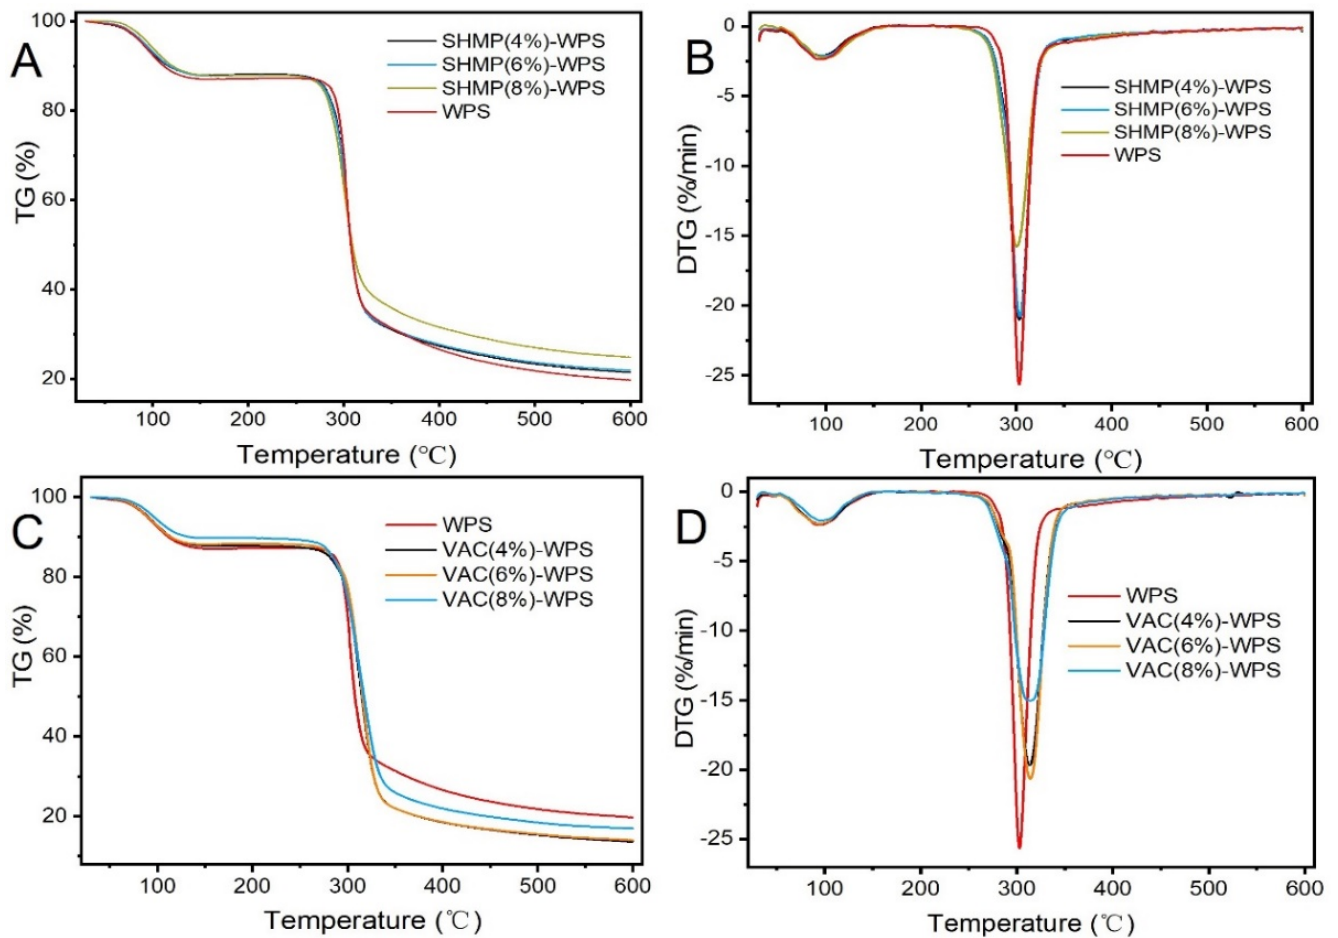 A
TG (%)
100
80
60
40
20
SHMP(4%)-WPS
SHMP(6%)-WPS
SHMP(8%)-WPS
WPS
100 200 300 400 500 600
Temperature (°C)
B
DTG (%/min)
0
-5
-10
-15
-20
-25
SHMP(4%)-WPS
SHMP(6%)-WPS
SHMP(8%)-WPS
WPS
100 200 300 400 500 600
Temperature (℃)
C
TG (%)
100
80
60
40
20
WPS
VAC(4%)-WPS
VAC(6%)-WPS
VAC(8%)-WPS
100 200 300 400 500 600
Temperature (℃)
D
DTG (%/min)
0
-5
-10
-15
-20
-25
WPS
VAC(4%)-WPS
VAC(6%)-WPS
VAC(8%)-WPS
100 200 300 400 500 600
Temperature (℃)